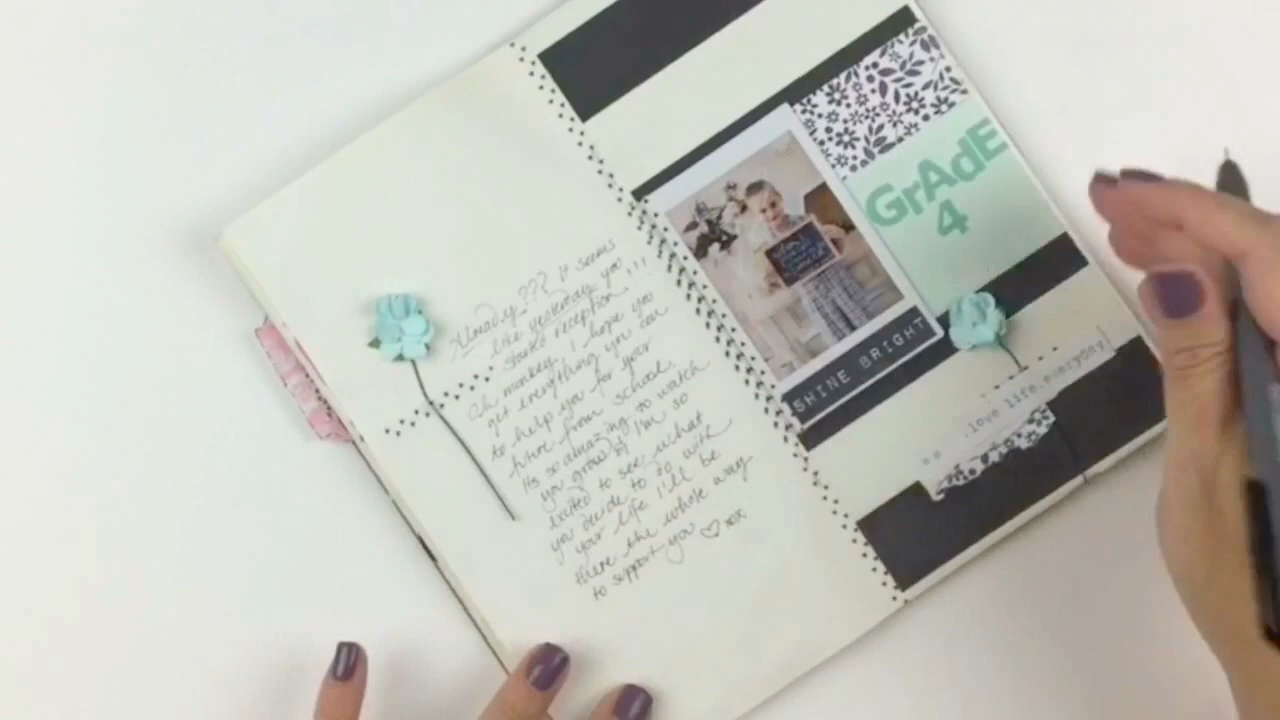 Already??? It seems
like yesterday you
started reception!!!
Oh monkey, I hope you
get everything you can
to help you for your
future from school.
It's so amazing to watch
you grow & I'm so
excited to see what
you decide to do with
your life I'll be
there the whole way
to support you ♡ xox
GrAdE
4
SHINE BRIGHT
.love life.everyday